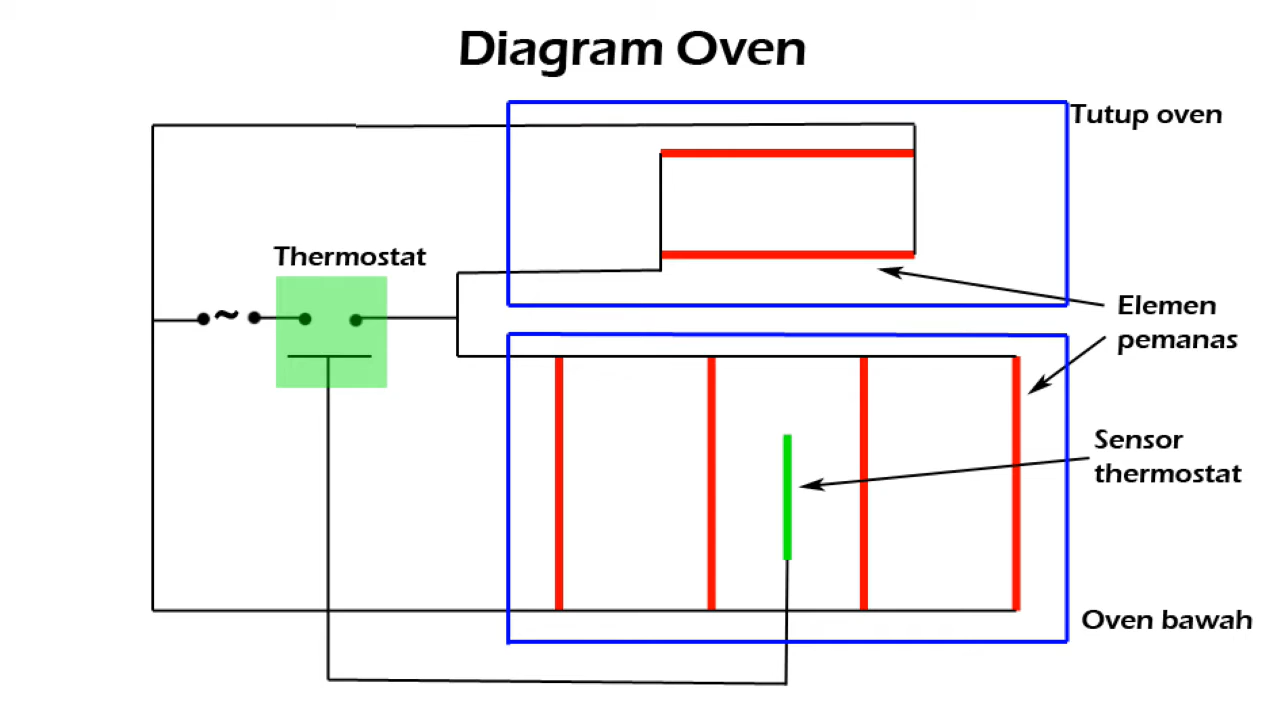 Diagram Oven
Tutup oven
Thermostat
~
Elemen
pemanas
Sensor
thermostat
Oven bawah